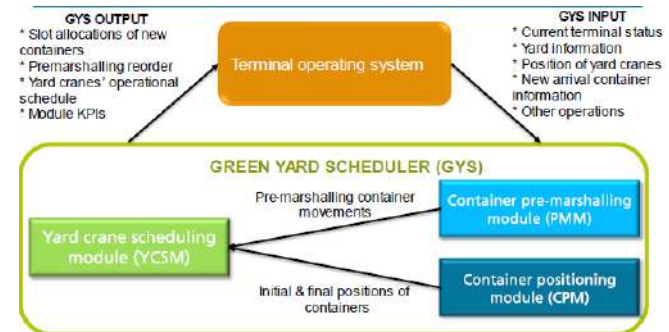 GYS OUTPUT
* Slot allocations of new
containers
* Premarshalling reorder
* Yard cranes' operational
schedule
* Module KPIs
Terminal operating system
GYS INPUT
* Current terminal status
* Yard information
* Position of yard cranes
* New arrival container
information
* Other operations
GREEN YARD SCHEDULER (GYS)
Pre-marshalling container
movements
Container pre-marshalling
module (PMM)
Yard crane scheduling
module (YCSM)
Initial & final positions of
containers
Container positioning
module (CPM)